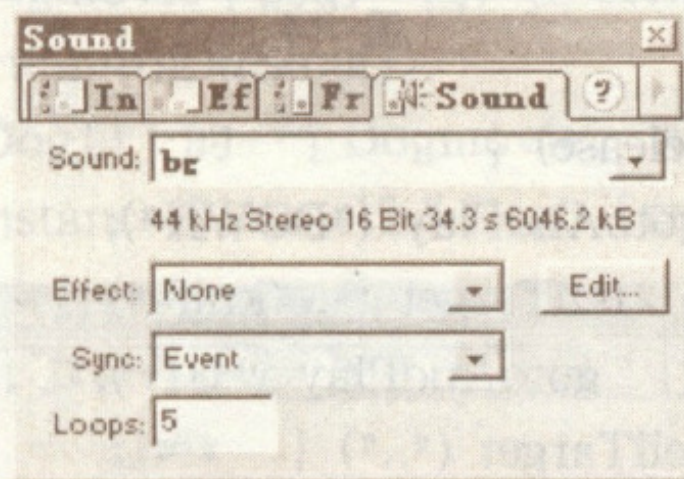 Sound
In Ef Fr Sound ?
Sound: bg
44 kHz Stereo 16 Bit 34.3 s 6046.2 kB
Effect: None Edit...
Sync: Event
Loops: 5